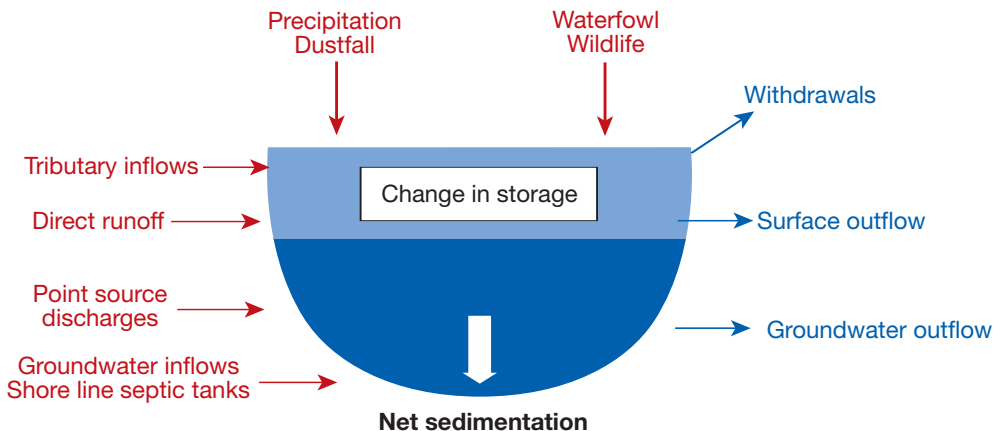 Precipitation
Dustfall
Waterfowl
Wildlife
Withdrawals
Tributary inflows
Change in storage
Direct runoff
Surface outflow
Point source
discharges
Groundwater outflow
Groundwater inflows
Shore line septic tanks
Net sedimentation